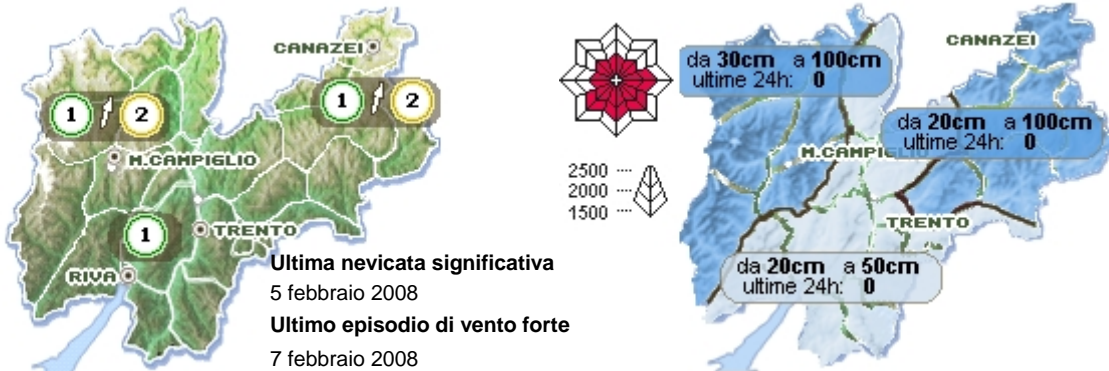 CANAZEI
1 2
1 2
M.CAMPIGLIO
1
TRENTO
RIVA
Ultima nevicata significativa
5 febbraio 2008
Ultimo episodio di vento forte
7 febbraio 2008
2500
2000
1500
CANAZEI
da 30cm a 100cm
ultime 24h: 0
da 20cm a 100cm
ultime 24h: 0
M.CAMPIGLIO
TRENTO
da 20cm a 50cm
ultime 24h: 0